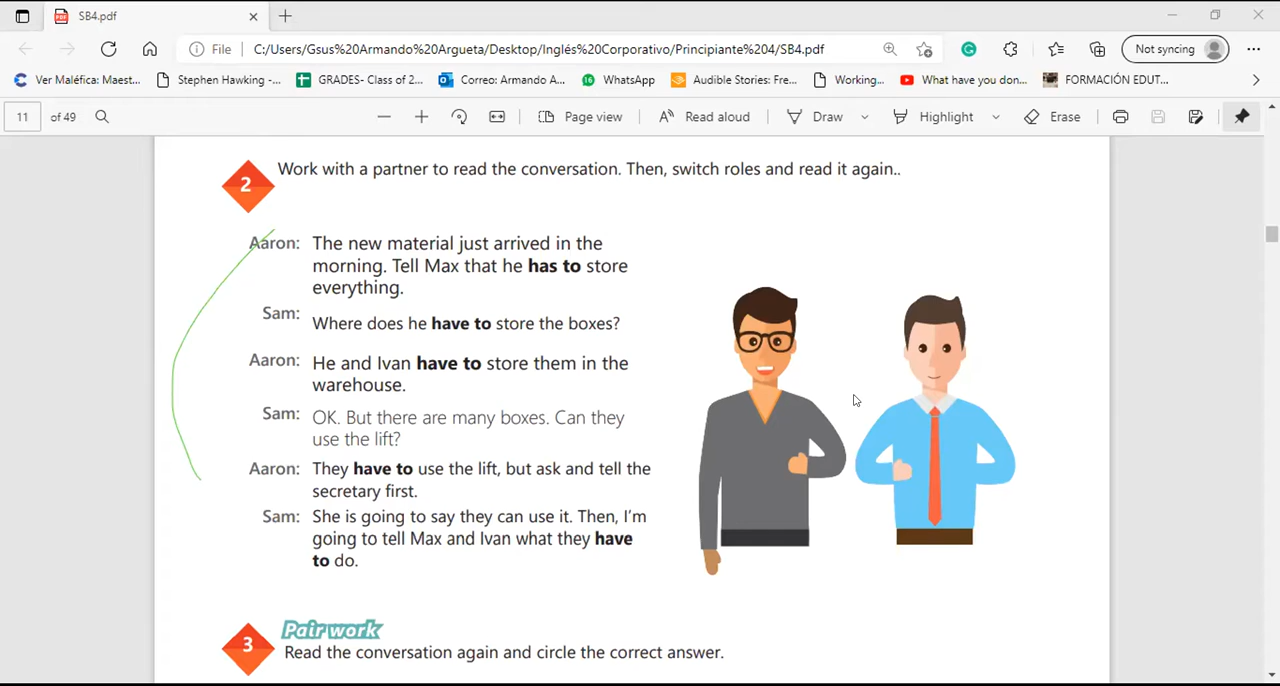 SB4.pdf
File C:/Users/Gsus%20Armando%20Argueta/Desktop/Inglés%20Corporativo/Principiante%204/SB4.pdf Not syncing
Ver Maléfica: Maest... Stephen Hawking -... GRADES- Class of 2... Correo: Armando A... WhatsApp Audible Stories: Fre... Working... What have you don... FORMACIÓN EDUT...
11 of 49 Page view Read aloud Draw Highlight Erase
2 Work with a partner to read the conversation. Then, switch roles and read it again..
Aaron: The new material just arrived in the
morning. Tell Max that he has to store
everything.
Sam: Where does he have to store the boxes?
Aaron: He and Ivan have to store them in the
warehouse.
Sam: OK. But there are many boxes. Can they
use the lift?
Aaron: They have to use the lift, but ask and tell the
secretary first.
Sam: She is going to say they can use it. Then, I'm
going to tell Max and Ivan what they have
to do.
3 Pair work
Read the conversation again and circle the correct answer.